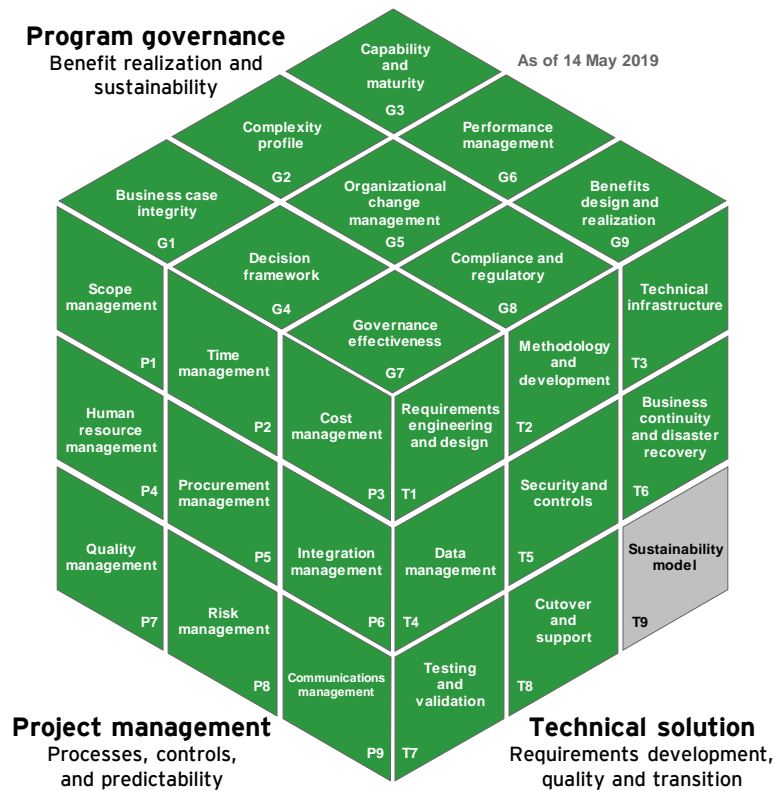 Program governance
Benefit realization and
sustainability
As of 14 May 2019
Capability
and
maturity
G3
Complexity
profile
G2
Performance
management
G6
Business case
integrity
G1
Organizational
change
management
G5
Benefits
design and
realization
G9
Decision
framework
G4
Compliance and
regulatory
G8
Governance
effectiveness
G7
Scope
management
P1
Time
management
P2
Cost
management
P3
Human
resource
management
P4
Procurement
management
P5
Integration
management
P6
Quality
management
P7
Risk
management
P8
Communications
management
P9
Requirements
engineering
and design
T1
Methodology
and
development
T2
Technical
infrastructure
T3
Data
management
T4
Security and
controls
T5
Business
continuity
and disaster
recovery
T6
Testing
and
validation
T7
Cutover
and
support
T8
Sustainability
model
T9
Project management
Processes, controls,
and predictability
Technical solution
Requirements development,
quality and transition